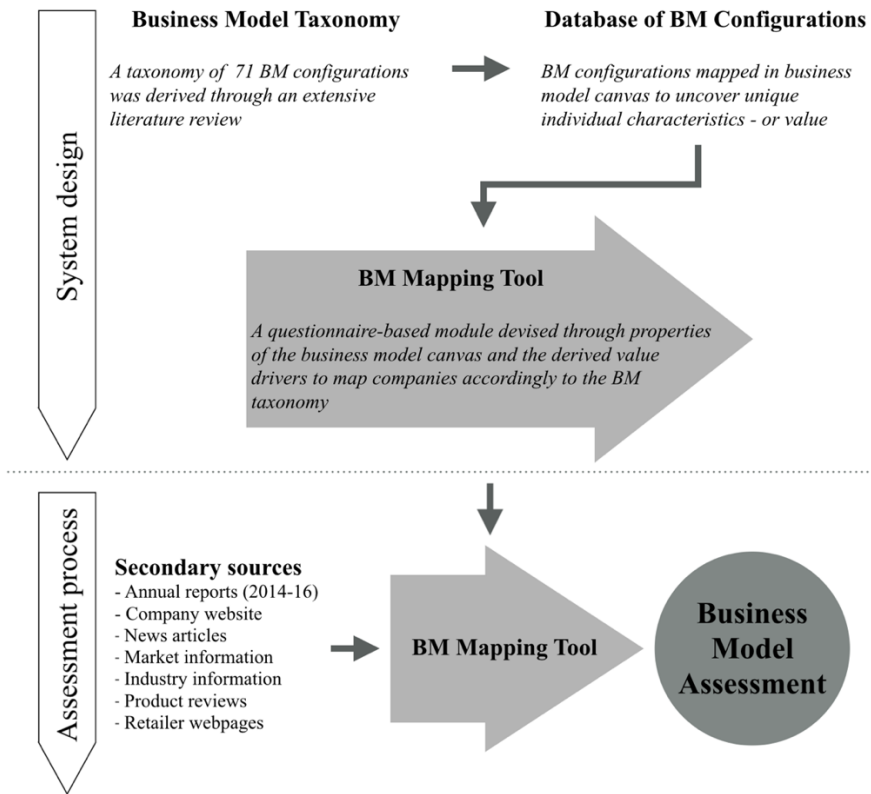 Business Model Taxonomy
A taxonomy of 71 BM configurations
was derived through an extensive
literature review
Database of BM Configurations
BM configurations mapped in business
model canvas to uncover unique
individual characteristics - or value
System design
BM Mapping Tool
A questionnaire-based module devised through properties
of the business model canvas and the derived value
drivers to map companies accordingly to the BM
taxonomy
Assessment process
Secondary sources
- Annual reports (2014-16)
- Company website
- News articles
- Market information
- Industry information
- Product reviews
- Retailer webpages
BM Mapping Tool
Business
Model
Assessment